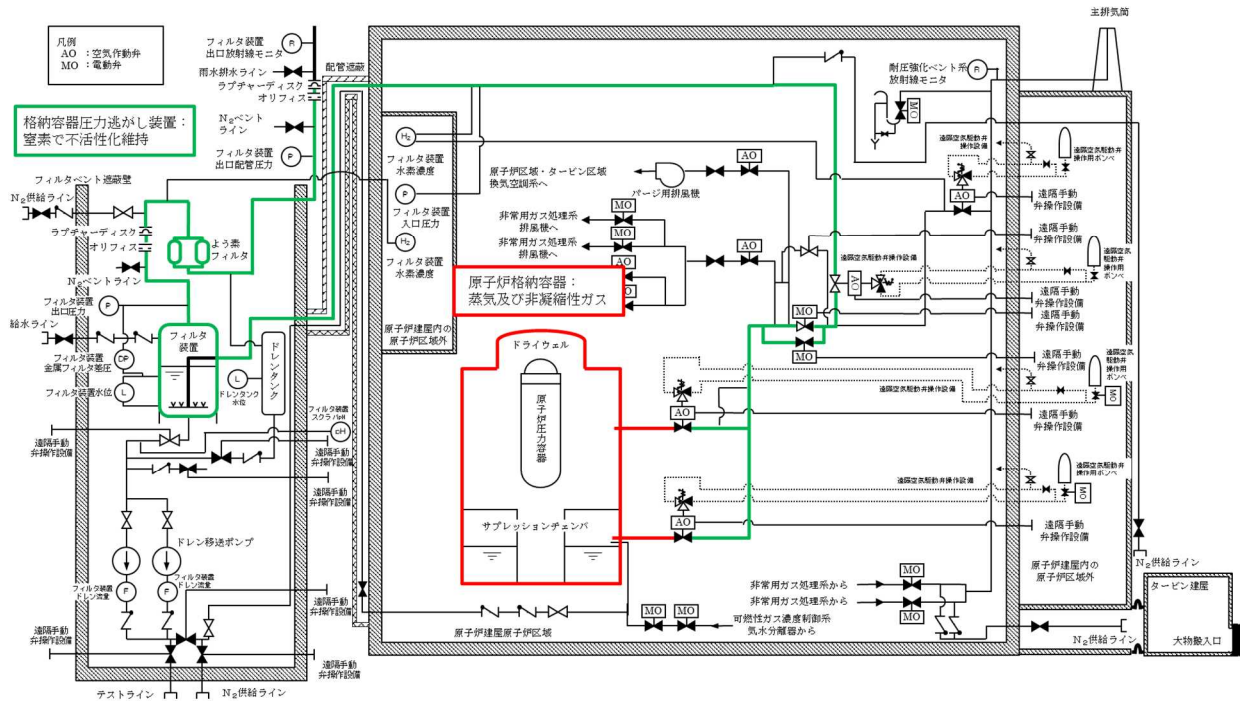 凡例
AO ：空気作動弁
MO ：電動弁
格納容器圧力逃がし装置：
窒素で不活性化維持
フィルタ装置
出口放射線モニタ
R
雨水排水ライン
ラプチャーディスク
オリフィス
N₂ベント
ライン
フィルタ装置
出口配管圧力
P
配管遮蔽
フィルタベント遮蔽壁
N₂供給ライン
ラプチャーディスク
オリフィス
よう素
フィルタ
N₂ベントライン
フィルタ装置
出口圧力
P
給水ライン
フィルタ
装置
フィルタ装置
金属フィルタ差圧
DP
フィルタ装置水位
L
L
ドレンタンク
水位
ドレンタンク
フィルタ装置
スクラバpH
pH
遠隔手動
弁操作設備
遠隔手動
弁操作設備
遠隔手動
弁操作設備
ドレン移送ポンプ
フィルタ装置
ドレン流量
F
フィルタ装置
ドレン流量
F
遠隔手動
弁操作設備
遠隔手動
弁操作設備
遠隔手動
弁操作設備
テストライン
N₂供給ライン
H₂
フィルタ装置
水素濃度
P
フィルタ装置
入口圧力
H₂
フィルタ装置
水素濃度
原子炉建屋内の
原子炉区域外
原子炉区域・タービン区域
換気空調系へ
パージ用排風機
AO
非常用ガス処理系
排風機へ
MO
非常用ガス処理系
排風機へ
MO
AO
AO
原子炉格納容器：
蒸気及び非凝縮性ガス
ドライウェル
原子炉圧力容器
サプレッションチェンバ
MO
MO
AO
AO
AO
遠隔空気駆動弁操作設備
遠隔空気駆動弁操作設備
遠隔空気駆動弁操作設備
耐圧強化ベント系
放射線モニタ
R
MO
主排気筒
遠隔空気駆動弁
操作設備
遠隔空気駆動弁
操作用ボンベ
AO
遠隔手動
弁操作設備
遠隔手動
弁操作設備
遠隔空気
駆動弁
操作用ボンベ
遠隔手動
弁操作設備
遠隔手動
弁操作設備
遠隔手動
弁操作設備
遠隔空気
駆動弁
操作用
ボンベ
MO
遠隔手動
弁操作設備
遠隔空気駆動弁
操作用ボンベ
MO
遠隔手動
弁操作設備
原子炉建屋内の
原子炉区域外
N₂供給ライン
タービン建屋
大物搬入口
非常用ガス処理系から
MO
非常用ガス処理系から
MO
可燃性ガス濃度制御系
気水分離器から
MO
MO
原子炉建屋原子炉区域
N₂供給ライン